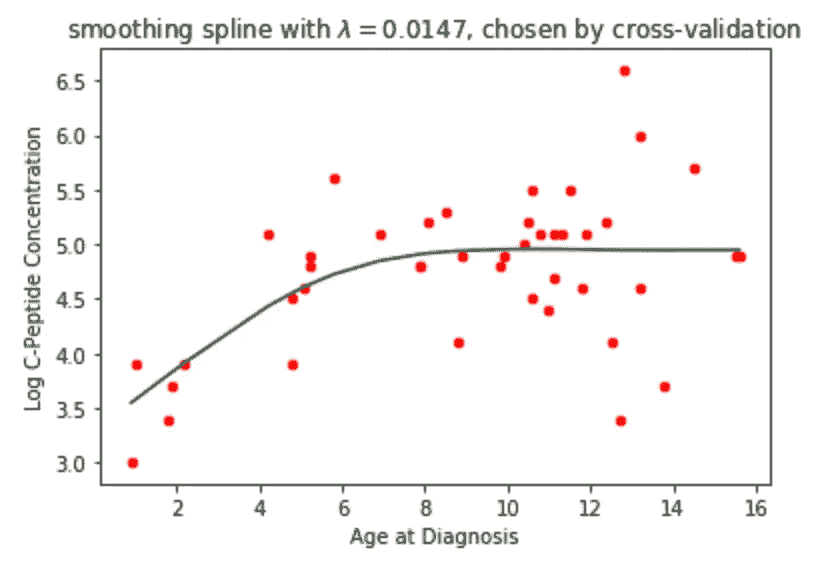 smoothing spline with λ = 0.0147, chosen by cross-validation
6.5
6.0
5.5
5.0
4.5
4.0
3.5
3.0
Log C-Peptide Concentration
2 4 6 8 10 12 14 16
Age at Diagnosis